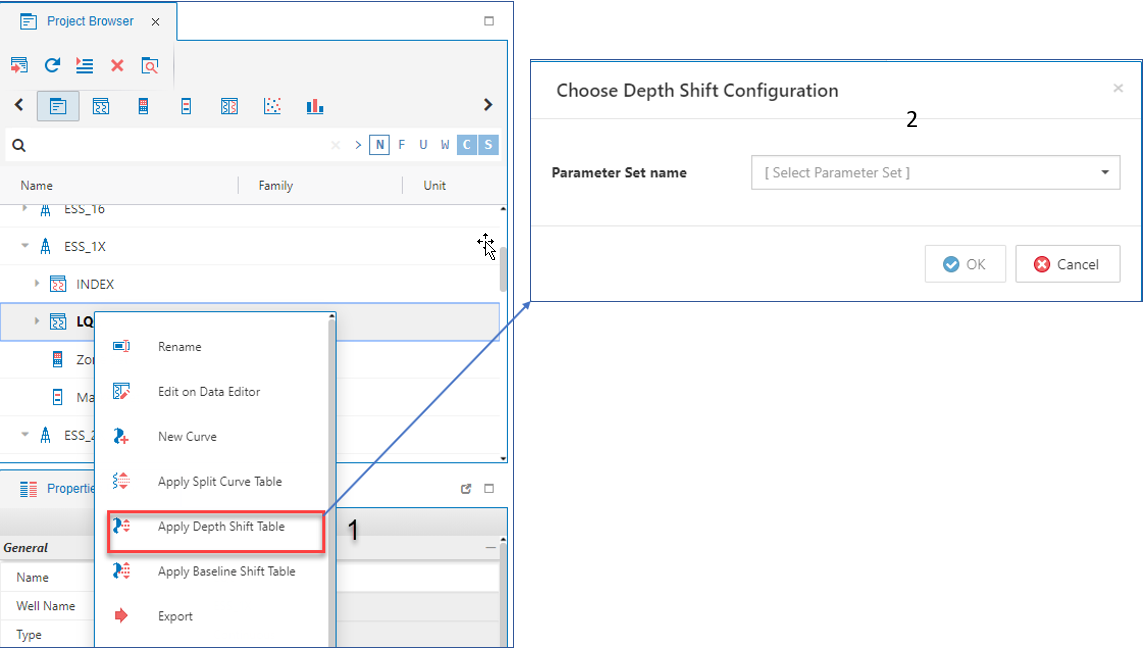 Project Browser
N F U W C S
Name Family Unit
ESS_16
ESS_1X
INDEX
LQ
Zo
Ma
ESS_2
Rename
Edit on Data Editor
New Curve
Apply Split Curve Table
Apply Depth Shift Table
1
Apply Baseline Shift Table
Export
Propertie
General
Name
Well Name
Type
Choose Depth Shift Configuration
2
Parameter Set name
[ Select Parameter Set ]
OK
Cancel